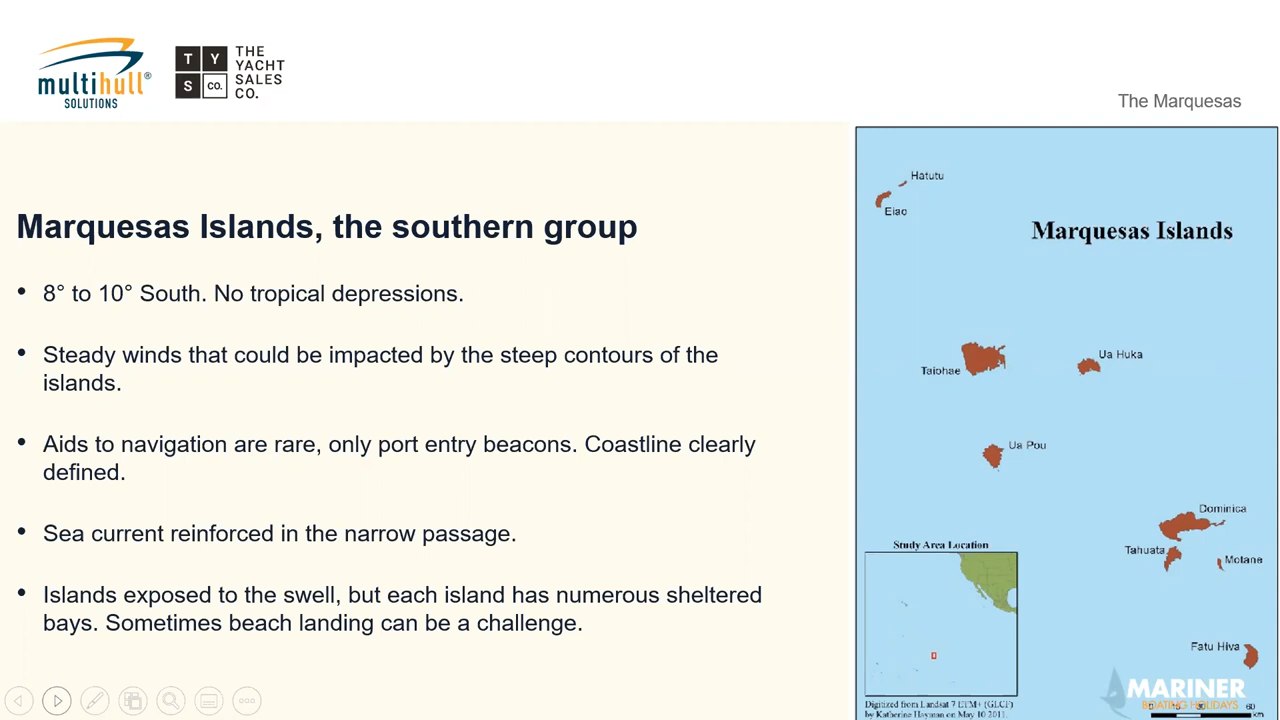 multihull®
SOLUTIONS
T Y
S CO.
THE
YACHT
SALES
CO.
The Marquesas
Marquesas Islands, the southern group
• 8° to 10° South. No tropical depressions.
• Steady winds that could be impacted by the steep contours of the
islands.
• Aids to navigation are rare, only port entry beacons. Coastline clearly
defined.
• Sea current reinforced in the narrow passage.
• Islands exposed to the swell, but each island has numerous sheltered
bays. Sometimes beach landing can be a challenge.
Hatutu
Eiao
Marquesas Islands
Ua Huka
Taiohae
Ua Pou
Dominica
Tahuata
Motane
Fatu Hiva
Study Area Location
Digitized from Landsat 7 ETM+ (GLCF)
by Katherine Hayman on May 10 2011.
MARINER
BOATING HOLIDAYS
60
km